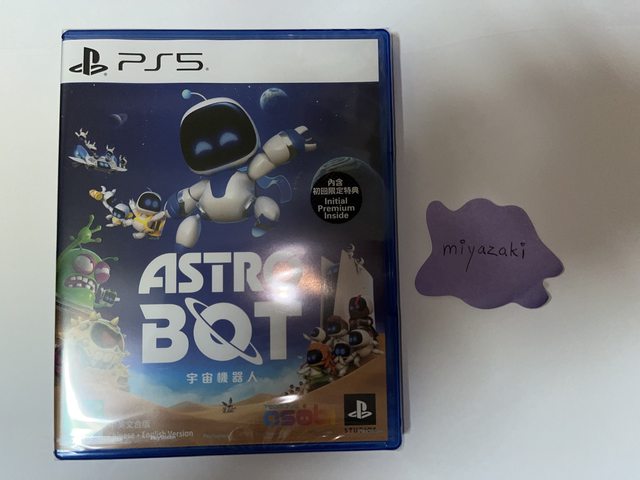 PS5
內含
初回限定特典
Initial
Premium
Inside
miyazaki
ASTRO
BOT
宇宙機器人
English Version
STUDIOS